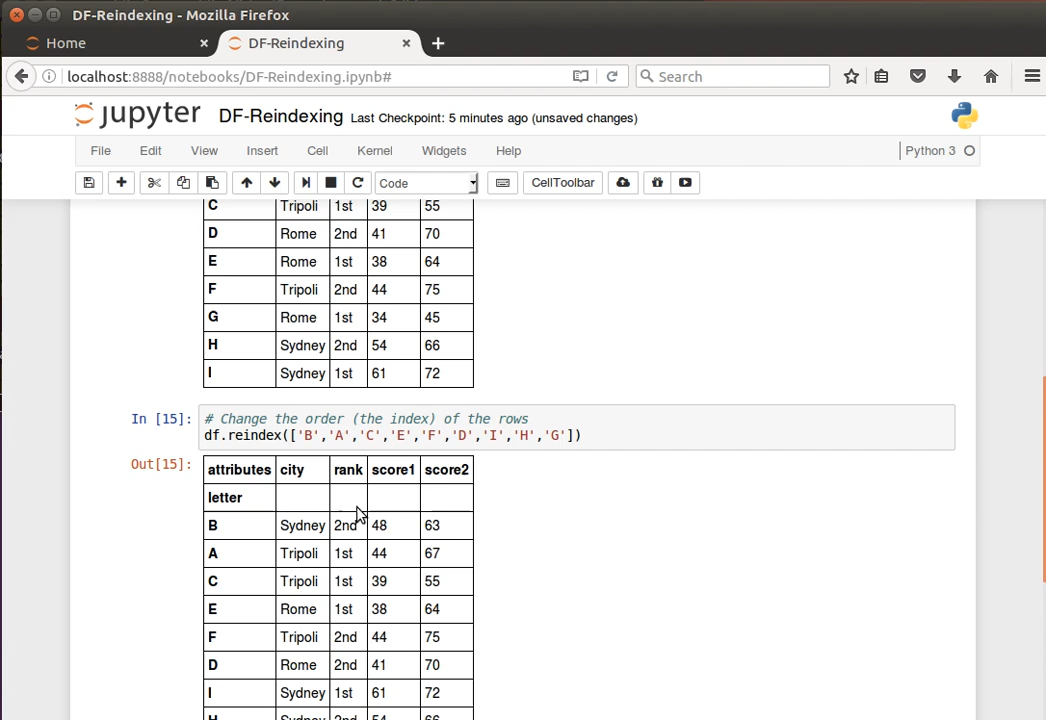 DF-Reindexing - Mozilla Firefox
Home
DF-Reindexing
localhost:8888/notebooks/DF-Reindexing.ipynb#
Search
jupyter DF-Reindexing Last Checkpoint: 5 minutes ago (unsaved changes)
File Edit View Insert Cell Kernel Widgets Help Python 3
Code CellToolbar
C Tripoli 1st 39 55
D Rome 2nd 41 70
E Rome 1st 38 64
F Tripoli 2nd 44 75
G Rome 1st 34 45
H Sydney 2nd 54 66
I Sydney 1st 61 72
In [15]: # Change the order (the index) of the rows
df.reindex(['B','A','C','E','F','D','I','H','G'])
Out[15]: attributes city rank score1 score2
letter
B Sydney 2nd 48 63
A Tripoli 1st 44 67
C Tripoli 1st 39 55
E Rome 1st 38 64
F Tripoli 2nd 44 75
D Rome 2nd 41 70
I Sydney 1st 61 72
H Sydney 2nd 54 66